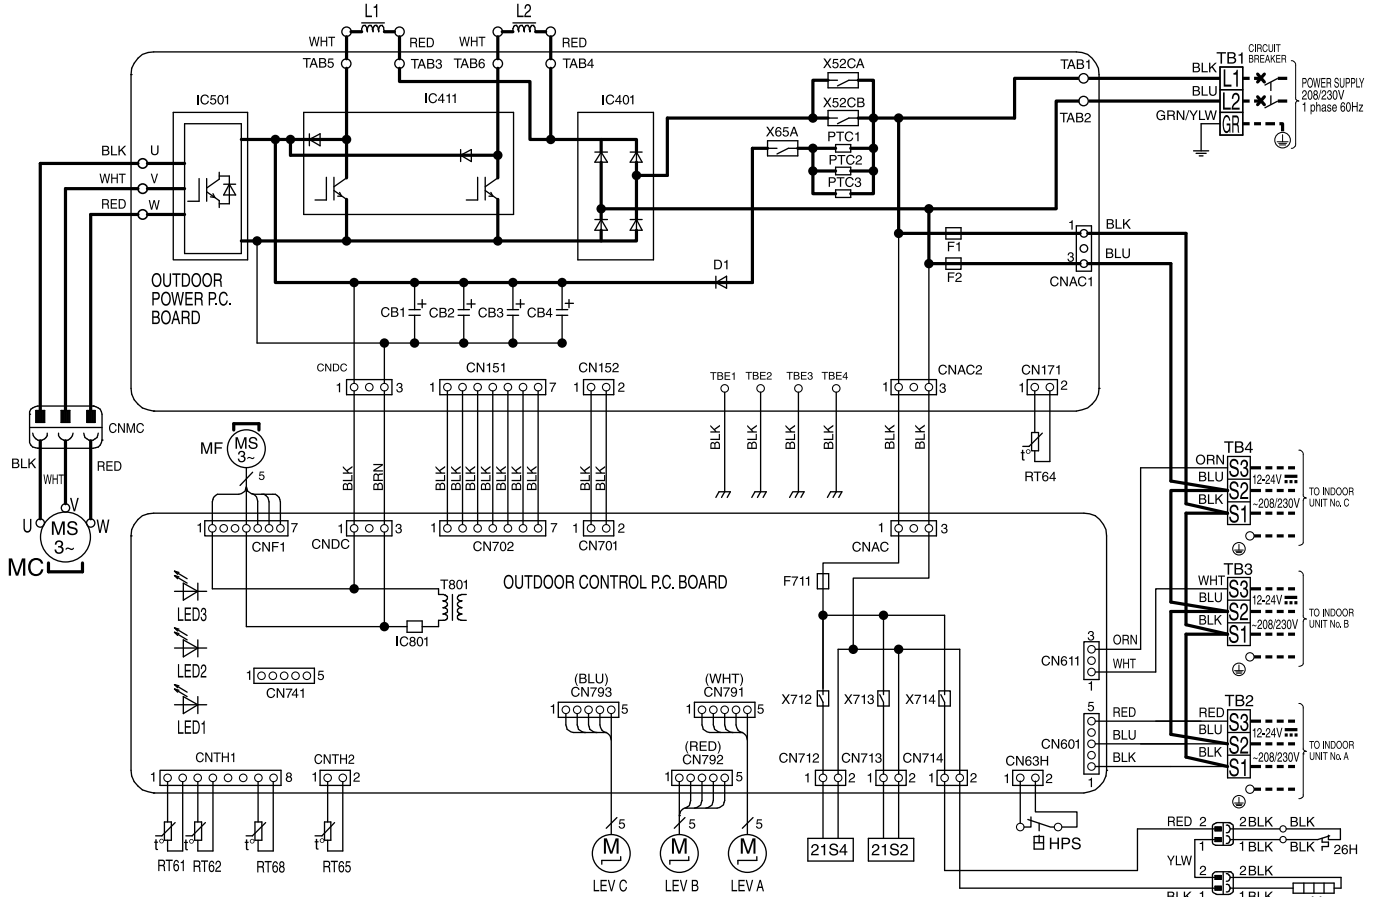 L1 L2
WHT RED WHT RED
TAB5 TAB3 TAB6 TAB4
X52CA TAB1
TB1 CIRCUIT BREAKER
BLK L1
BLU L2
GRN/YLW GR
POWER SUPPLY
208/230V
1 phase 60Hz
IC501 IC411 IC401
X52CB TAB2
X65A PTC1
PTC2
PTC3
BLK U
WHT V
RED W
F1 1 BLK
F2 3 BLU
CNAC1
D1
OUTDOOR
POWER P.C.
BOARD
CB1 + CB2 + CB3 + CB4 +
CNDC CN151 CN152 TBE1 TBE2 TBE3 TBE4 CNAC2 CN171
1 3 1 7 1 2 1 3 1 2
CNMC
BLK WHT RED
MF MS 3~ 5
BLK BRN BLK BLK BLK BLK BLK BLK BLK BLK BLK BLK BLK BLK BLK BLK BLK
t° RT64
U V W
MS 3~
MC
1 7 1 3 1 7 1 2 1 3
CNF1 CNDC CN702 CN701 CNAC
TB4
ORN S3
BLU S2
BLK S1
12-24V
~208/230V
TO INDOOR
UNIT No. C
OUTDOOR CONTROL P.C. BOARD
LED3 T801 F711
LED2 IC801
LED1
TB3
WHT S3
BLU S2
BLK S1
12-24V
~208/230V
TO INDOOR
UNIT No. B
3 ORN
CN611 WHT
1
1 5
CN741
(BLU)
CN793
1 5
(WHT)
CN791
1 5
X712 X713 X714
TB2
5 RED RED S3
CN601 BLU BLU S2
BLK BLK S1
1
12-24V
~208/230V
TO INDOOR
UNIT No. A
(RED)
CN792
1 5
CNTH1 CNTH2 CN712 CN713 CN714 CN63H
1 8 1 2 1 2 1 2 1 2 1 2
5 5 5
t° t° t° t°
RT61 RT62 RT68 RT65
M M M
LEV C LEV B LEV A
21S4 21S2
HPS
RED 2 2BLK BLK
1 1BLK BLK 26H
YLW
2 2BLK
BLK 1 1BLK